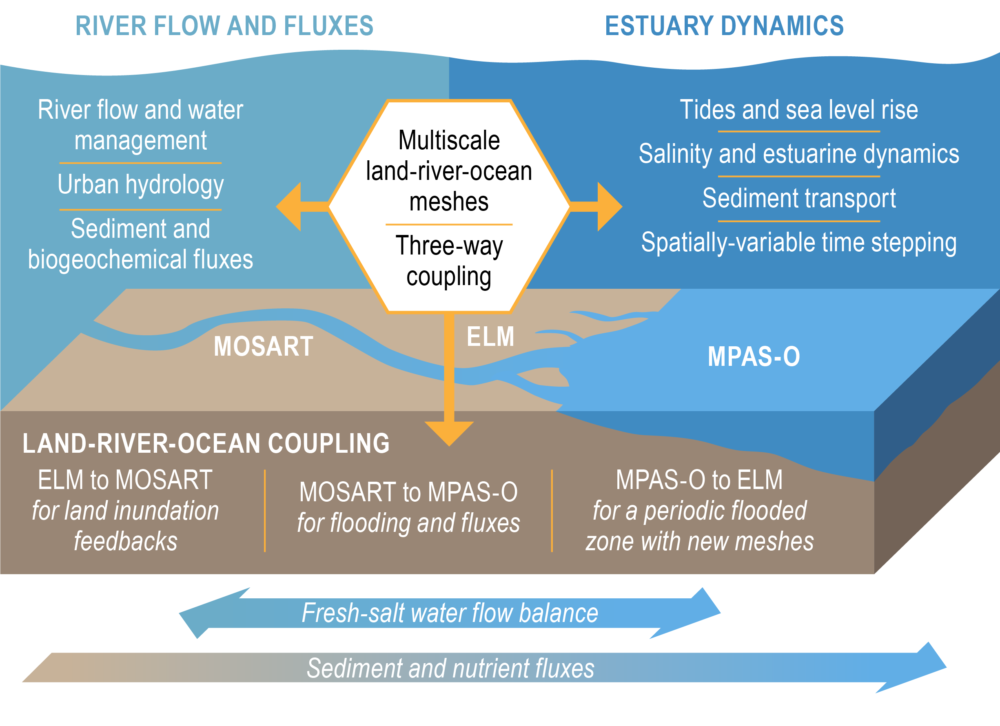 RIVER FLOW AND FLUXES
ESTUARY DYNAMICS
River flow and water
management
Urban hydrology
Sediment and
biogeochemical fluxes
Multiscale
land-river-ocean
meshes
Three-way
coupling
Tides and sea level rise
Salinity and estuarine dynamics
Sediment transport
Spatially-variable time stepping
MOSART
ELM
MPAS-O
LAND-RIVER-OCEAN COUPLING
ELM to MOSART
for land inundation
feedbacks
MOSART to MPAS-O
for flooding and fluxes
MPAS-O to ELM
for a periodic flooded
zone with new meshes
Fresh-salt water flow balance
Sediment and nutrient fluxes